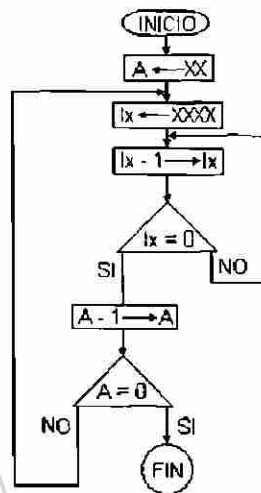 INICIO
A ← XX
Ix ← XXXX
Ix - 1 → Ix
Ix = 0
SI
NO
A - 1 → A
A = 0
NO
SI
FIN